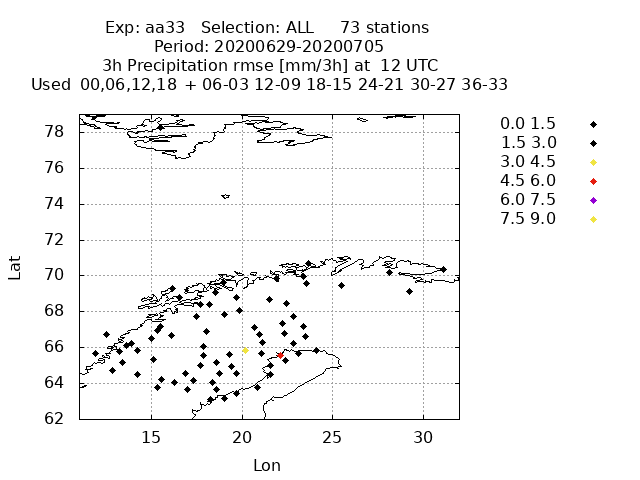 Exp: aa33   Selection: ALL     73 stations
Period: 20200629-20200705
3h Precipitation rmse [mm/3h] at  12 UTC
Used  00,06,12,18  + 06-03 12-09 18-15 24-21 30-27 36-33
0.0 1.5
1.5 3.0
3.0 4.5
4.5 6.0
6.0 7.5
7.5 9.0
78
76
74
72
70
68
66
64
62
Lat
15 20 25 30
Lon